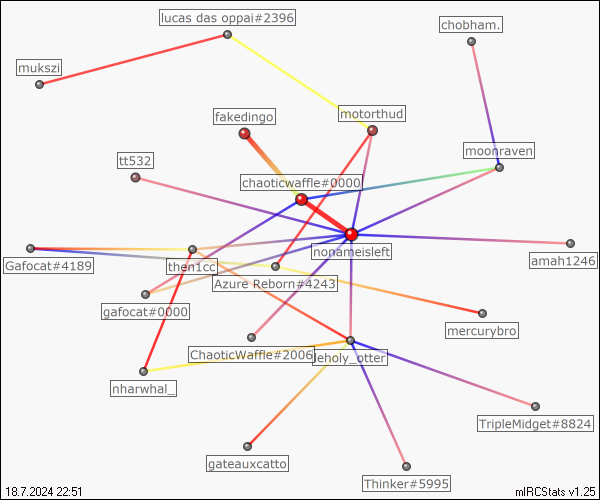 lucas das oppai#2396
chobham.
mukszi
fakedingo
motorthud
moonraven
tt532
chaoticwaffle#0000
nonameisleft
amah1246
Gafocat#4189
then1cc
Azure Reborn#4243
gafocat#0000
mercurybro
ChaoticWaffle#2006
leholy_otter
nharwhal_
TripleMidget#8824
gateauxcatto
Thinker#5995
18.7.2024 22:51
mIRCStats v1.25